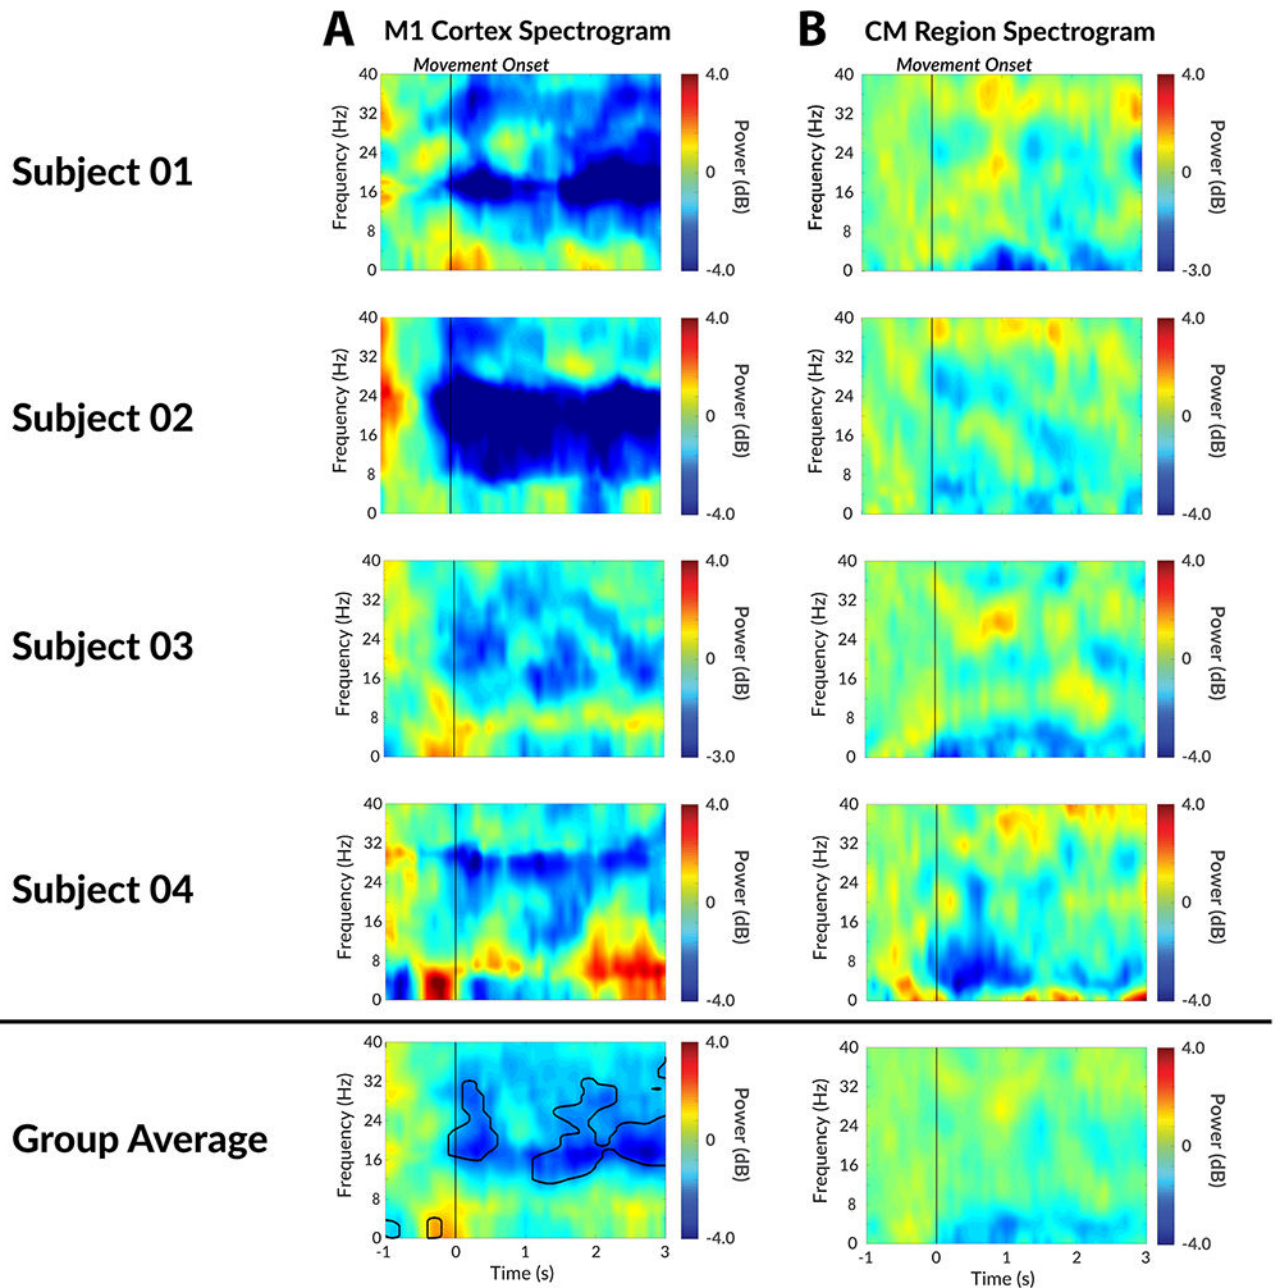 A M1 Cortex Spectrogram
B CM Region Spectrogram
Movement Onset
Movement Onset
Subject 01
Frequency (Hz)
40
32
24
16
8
0
4.0
0
-4.0
Power (dB)
Frequency (Hz)
40
32
24
16
8
0
4.0
0
-3.0
Power (dB)
Subject 02
Frequency (Hz)
40
32
24
16
8
0
4.0
0
-4.0
Power (dB)
Frequency (Hz)
40
32
24
16
8
0
4.0
0
-4.0
Power (dB)
Subject 03
Frequency (Hz)
40
32
24
16
8
0
4.0
0
-3.0
Power (dB)
Frequency (Hz)
40
32
24
16
8
0
4.0
0
-4.0
Power (dB)
Subject 04
Frequency (Hz)
40
32
24
16
8
0
4.0
0
-4.0
Power (dB)
Frequency (Hz)
40
32
24
16
8
0
4.0
0
-4.0
Power (dB)
Group Average
Frequency (Hz)
40
32
24
16
8
0
-1 0 1 2 3
Time (s)
4.0
0
-4.0
Power (dB)
Frequency (Hz)
40
32
24
16
8
0
-1 0 1 2 3
Time (s)
4.0
0
-4.0
Power (dB)